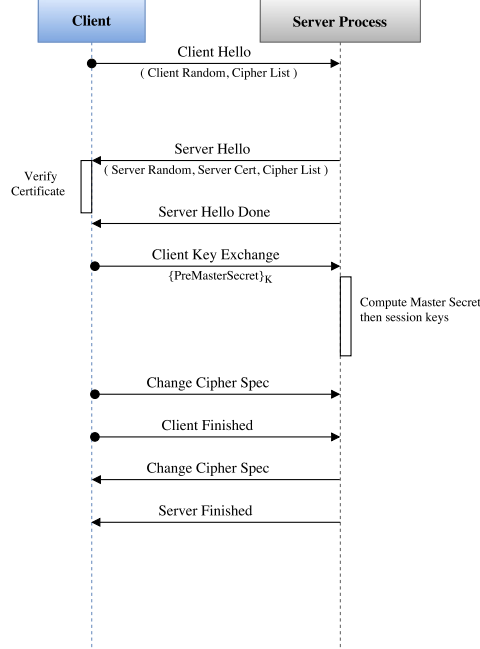 Client
Server Process
Client Hello
( Client Random, Cipher List )
Server Hello
( Server Random, Server Cert, Cipher List )
Verify
Certificate
Server Hello Done
Client Key Exchange
{PreMasterSecret}K
Compute Master Secret
then session keys
Change Cipher Spec
Client Finished
Change Cipher Spec
Server Finished